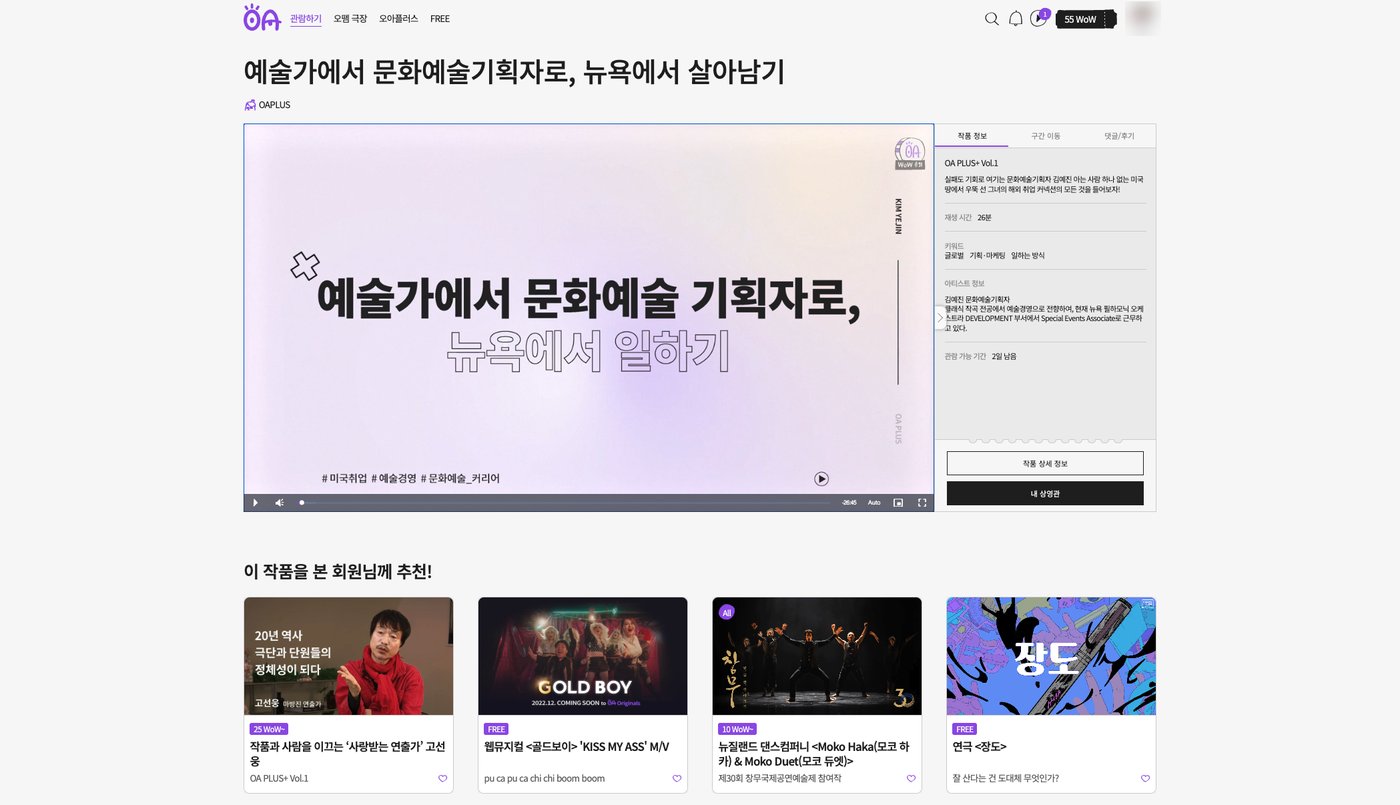 OA 관람하기 오펨 극장 오아플러스 FREE
1
55 WoW
예술가에서 문화예술기획자로, 뉴욕에서 살아남기
OAPLUS
OA
WoW 소비
KIM YEJIN
예술가에서 문화예술 기획자로,
뉴욕에서 일하기
OA PLUS
# 미국취업 # 예술경영 # 문화예술_커리어
-26:45 Auto
작품 정보 구간 이동 댓글/후기
OA PLUS+ Vol.1
실패도 기회로 여기는 문화예술기획자 김예진 아는 사람 하나 없는 미국
땅에서 우뚝 선 그녀의 해외 취업 커넥션의 모든 것을 들어보자!
재생 시간 26분
키워드
글로벌 기획·마케팅 일하는 방식
아티스트 정보
김예진 문화예술기획자
클래식 작곡 전공에서 예술경영으로 전향하여, 현재 뉴욕 필하모닉 오케
스트라 DEVELOPMENT 부서에서 Special Events Associate로 근무하
고 있다.
관람 가능 기간 2일 남음
작품 상세 정보
내 상영관
이 작품을 본 회원님께 추천!
20년 역사
극단과 단원들의
정체성이 되다
고선웅 마방진 연출가
25 WoW~
작품과 사람을 이끄는 ‘사랑받는 연출가’ 고선
웅
OA PLUS+ Vol.1
GOLD BOY
2022.12. COMING SOON to OA Originals
FREE
웹뮤지컬 <골드보이> 'KISS MY ASS' M/V
pu ca pu ca chi chi boom boom
All
창무
30
10 WoW~
뉴질랜드 댄스컴퍼니 <Moko Haka(모코 하
카) & Moko Duet(모코 듀엣)>
제30회 창무국제공연예술제 참여작
장도
FREE
연극 <장도>
잘 산다는 건 도대체 무엇인가?